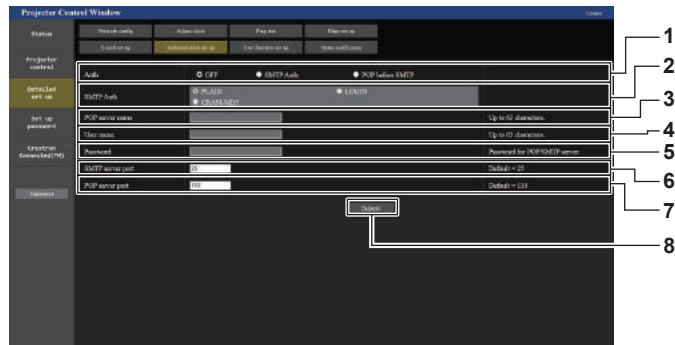 Projector Control Window
License
Status
Network config
Adjust clock
Ping test
Ether set up
E-mail set up
Authentication set up
Projector control
Auth
OFF
SMTP Auth
POP before SMTP
1
Detailed set up
SMTP Auth
PLAIN
LOGIN
CRAM-MD5
2
POP server name
Up to 63 characters.
3
Set up password
User name
Up to 63 characters.
4
Password
Password for POP/SMTP server
5
Crestron Connected(TM)
SMTP server port
25
Default = 25
6
POP server port
110
Default = 110
7
Submit
8